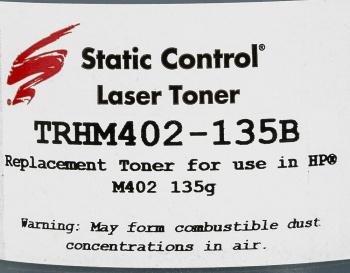 Static Control®
Laser Toner
TRHM402-135B
Replacement Toner for use in HP®
M402 135g
Warning: May form combustible dust
concentrations in air.